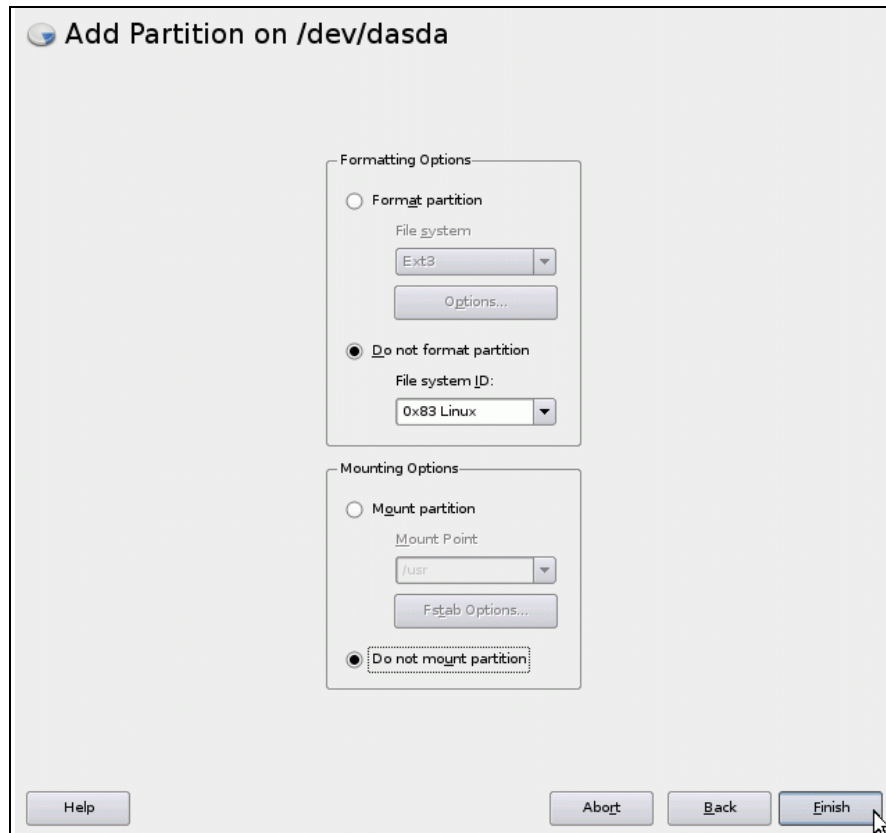 Add Partition on /dev/dasda
Formatting Options
Format partition
File system
Ext3
Options...
Do not format partition
File system ID:
0x83 Linux
Mounting Options
Mount partition
Mount Point
/usr
Fstab Options...
Do not mount partition
Help
Abort
Back
Finish